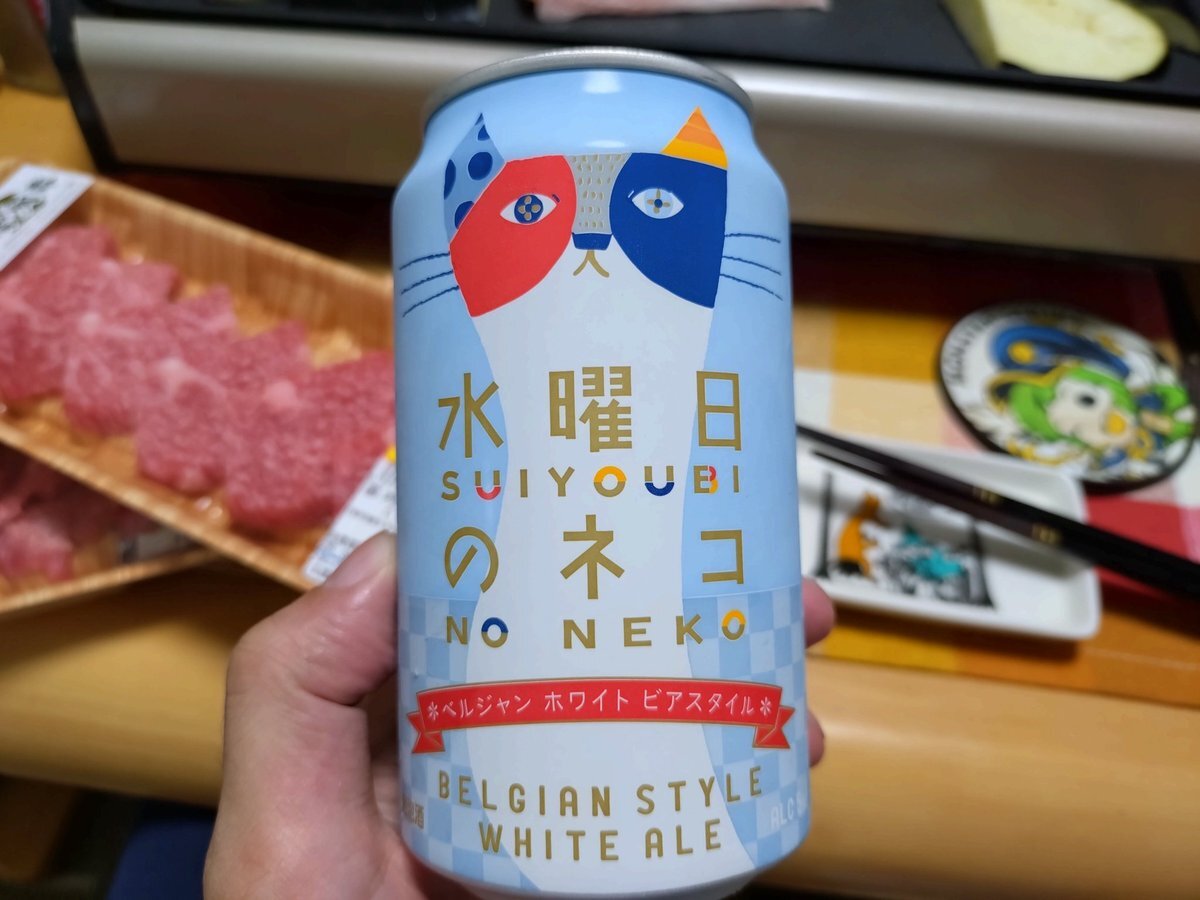 水曜日
SUIYOUBI
のネコ
NO NEKO
*ベルジャン ホワイト ビアスタイル*
BELGIAN STYLE
WHITE ALE
ALC